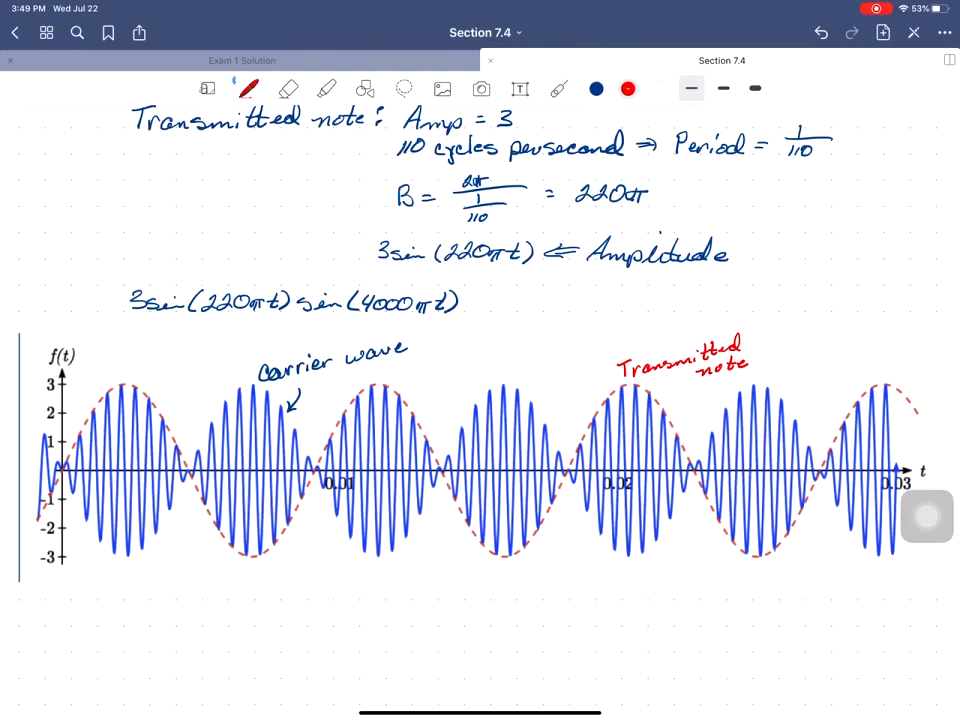 3:49 PM Wed Jul 22
53%
Section 7.4
Exam 1 Solution
Section 7.4
Transmitted note: Amp = 3
110 cycles per second ⇒ Period = 1/110
B = 2π/(1/110) = 220π
3sin(220πt) ⇐ Amplitude
3sin(220πt) sin(4000πt)
f(t)
carrier wave
Transmitted
note
3
2
1
-1
-2
-3
0.01
0.02
0.03
t